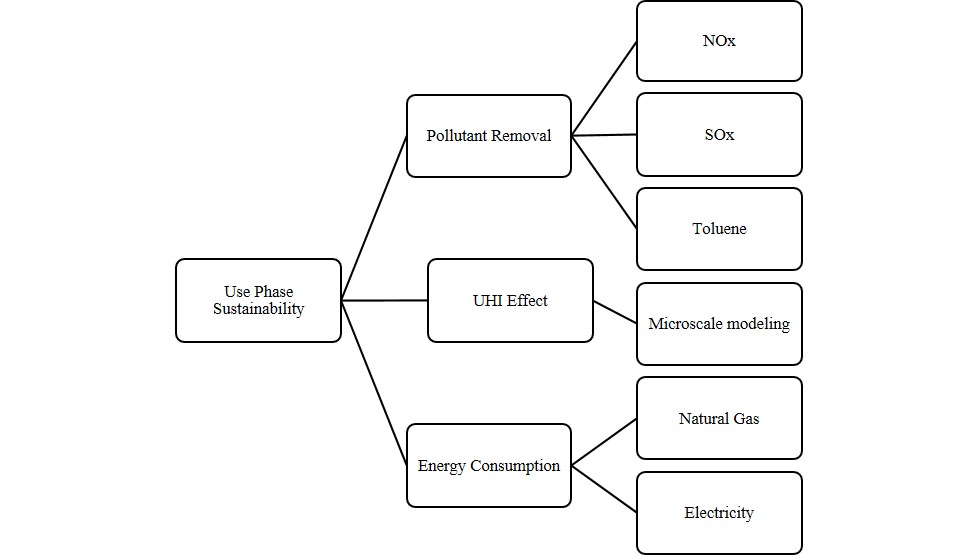 NOx
Pollutant Removal
SOx
Toluene
Use Phase
Sustainability
UHI Effect
Microscale modeling
Natural Gas
Energy Consumption
Electricity